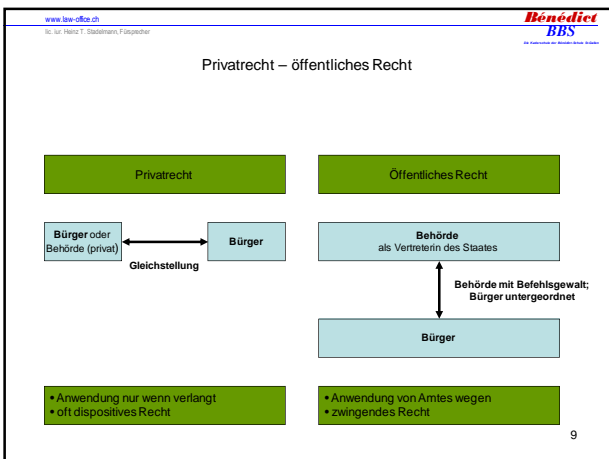 www.law-office.ch
lic. iur. Heinz T. Stadelmann, Fürsprecher
Bénédict
BBS
Privatrecht – öffentliches Recht
Privatrecht
Öffentliches Recht
Bürger oder
Behörde (privat)
Gleichstellung
Bürger
Behörde
als Vertreterin des Staates
Behörde mit Befehlsgewalt;
Bürger untergeordnet
Bürger
• Anwendung nur wenn verlangt
• oft dispositives Recht
• Anwendung von Amtes wegen
• zwingendes Recht
9